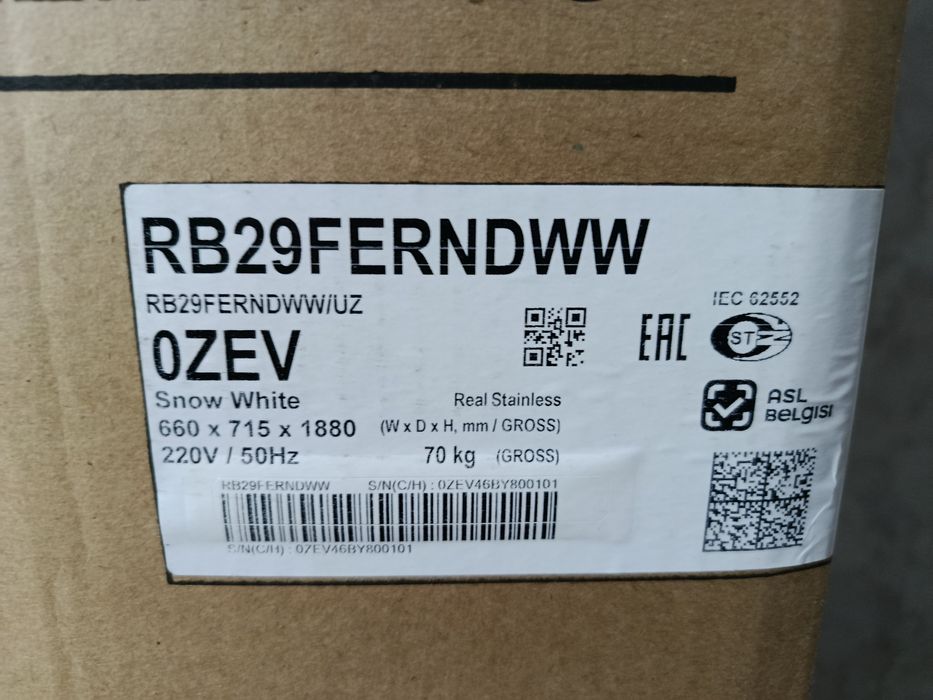 RB29FERNDWW
RB29FERNDWW/UZ
IEC 62552
0ZEV
EAC
ST
Snow White
Real Stainless
ASL
BELGISI
660 x 715 x 1880
(W x D x H, mm / GROSS)
220V / 50Hz
70 kg
(GROSS)
RB29FERNDWW
S/N(C/H) : 0ZEV46BY800101
S/N(C/H) : 0ZEV46BY800101